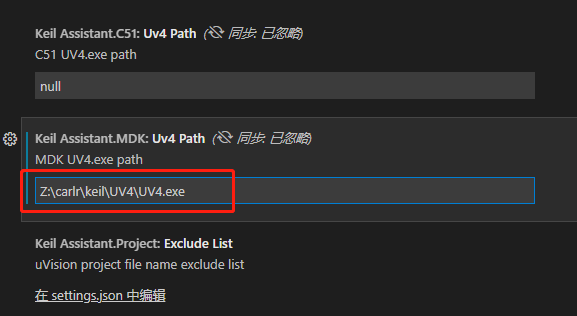 Keil Assistant.C51: Uv4 Path (同步: 已忽略)
C51 UV4.exe path
null
Keil Assistant.MDK: Uv4 Path (同步: 已忽略)
MDK UV4.exe path
Z:\carlr\keil\UV4\UV4.exe
Keil Assistant.Project: Exclude List
uVision project file name exclude list
在 settings.json 中编辑